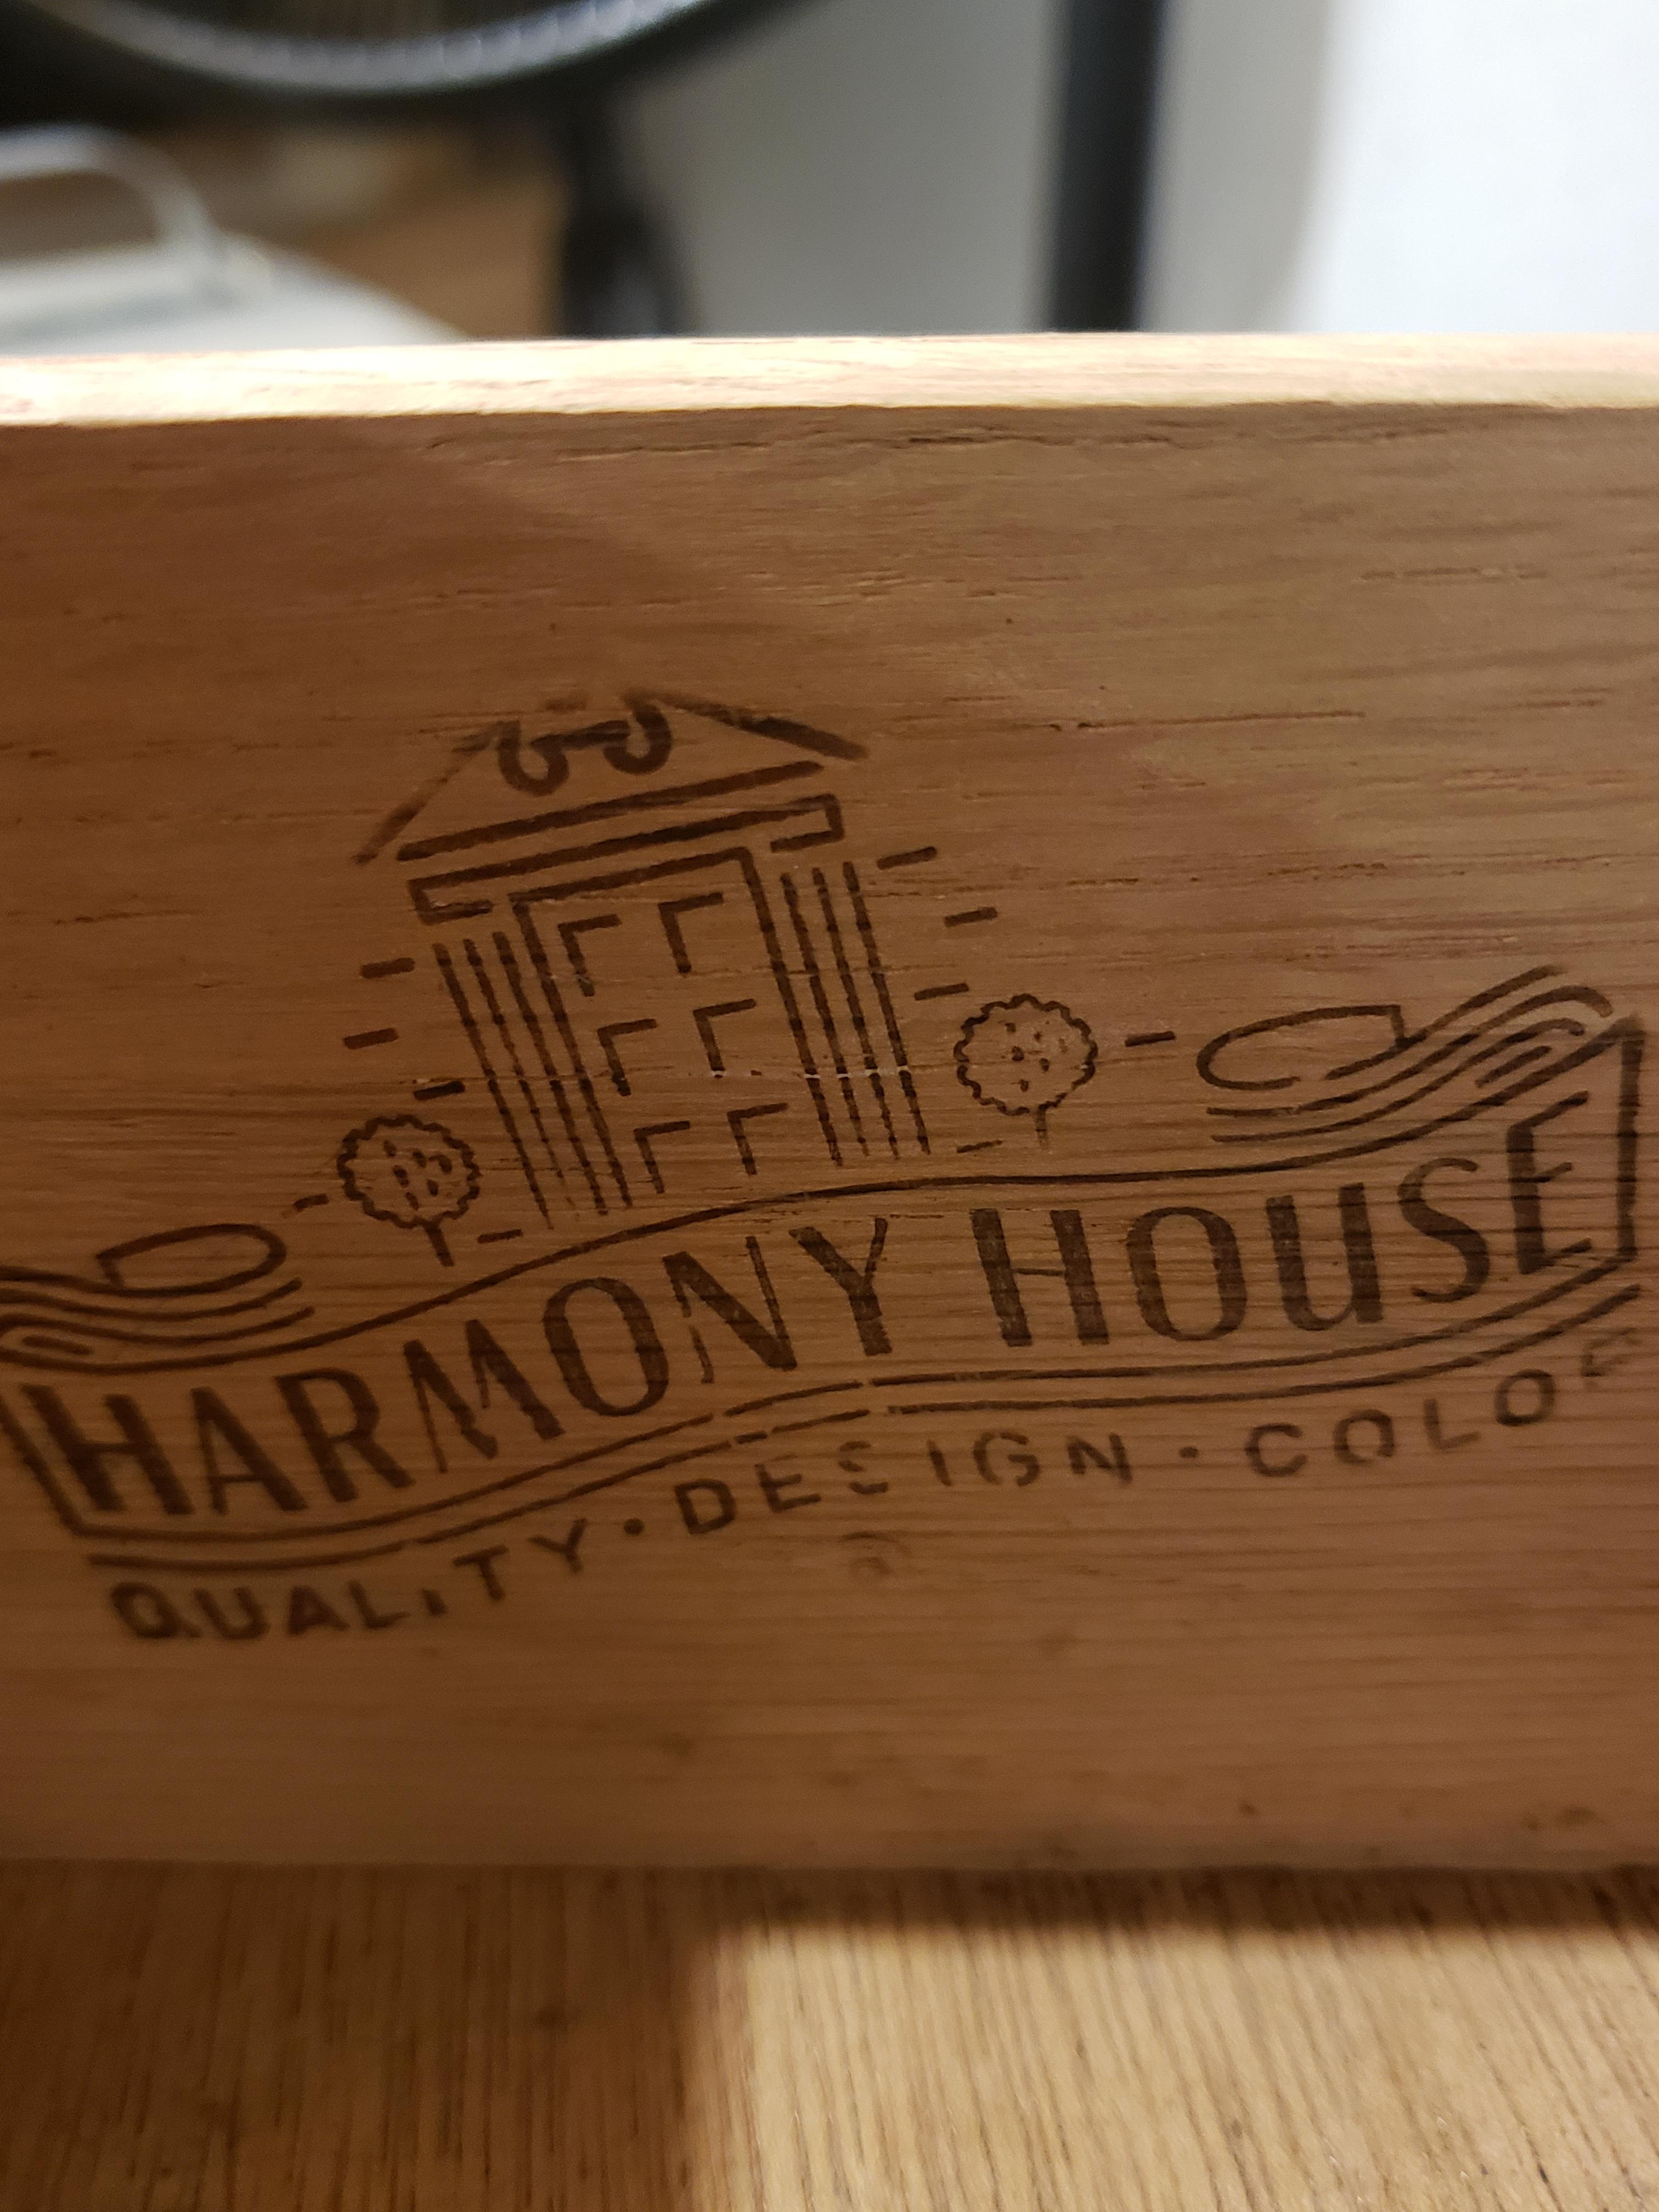 HARMONY HOUSE
QUALITY · DESIGN · COLOR
®